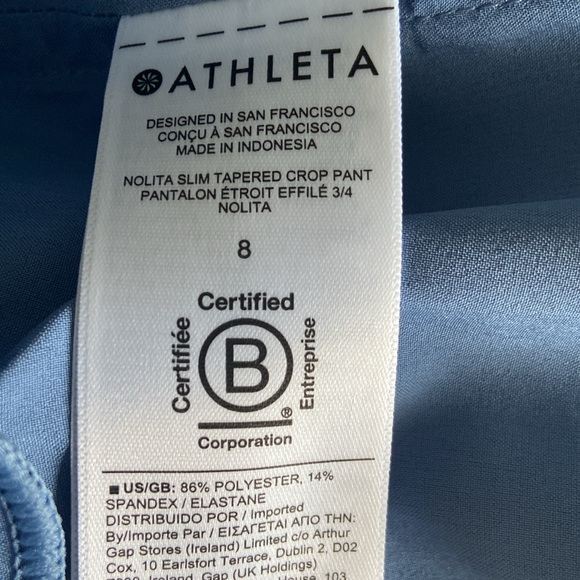 ATHLETA
DESIGNED IN SAN FRANCISCO
CONÇU À SAN FRANCISCO
MADE IN INDONESIA
NOLITA SLIM TAPERED CROP PANT
PANTALON ÉTROIT EFFILÉ 3/4
NOLITA
8
Certified
Certifiée
B
Entreprise
®
Corporation
US/GB: 86% POLYESTER, 14%
SPANDEX / ELASTANE
DISTRIBUIDO POR / Imported
By/Importe Par / ΕΙΣΑΓΕΤΑΙ ΑΠΟ ΤΗΝ:
Gap Stores (Ireland) Limited c/o Arthur
Cox, 10 Earlsfort Terrace, Dublin 2, D02
Ireland, Gap (UK Holdings)
House, 103